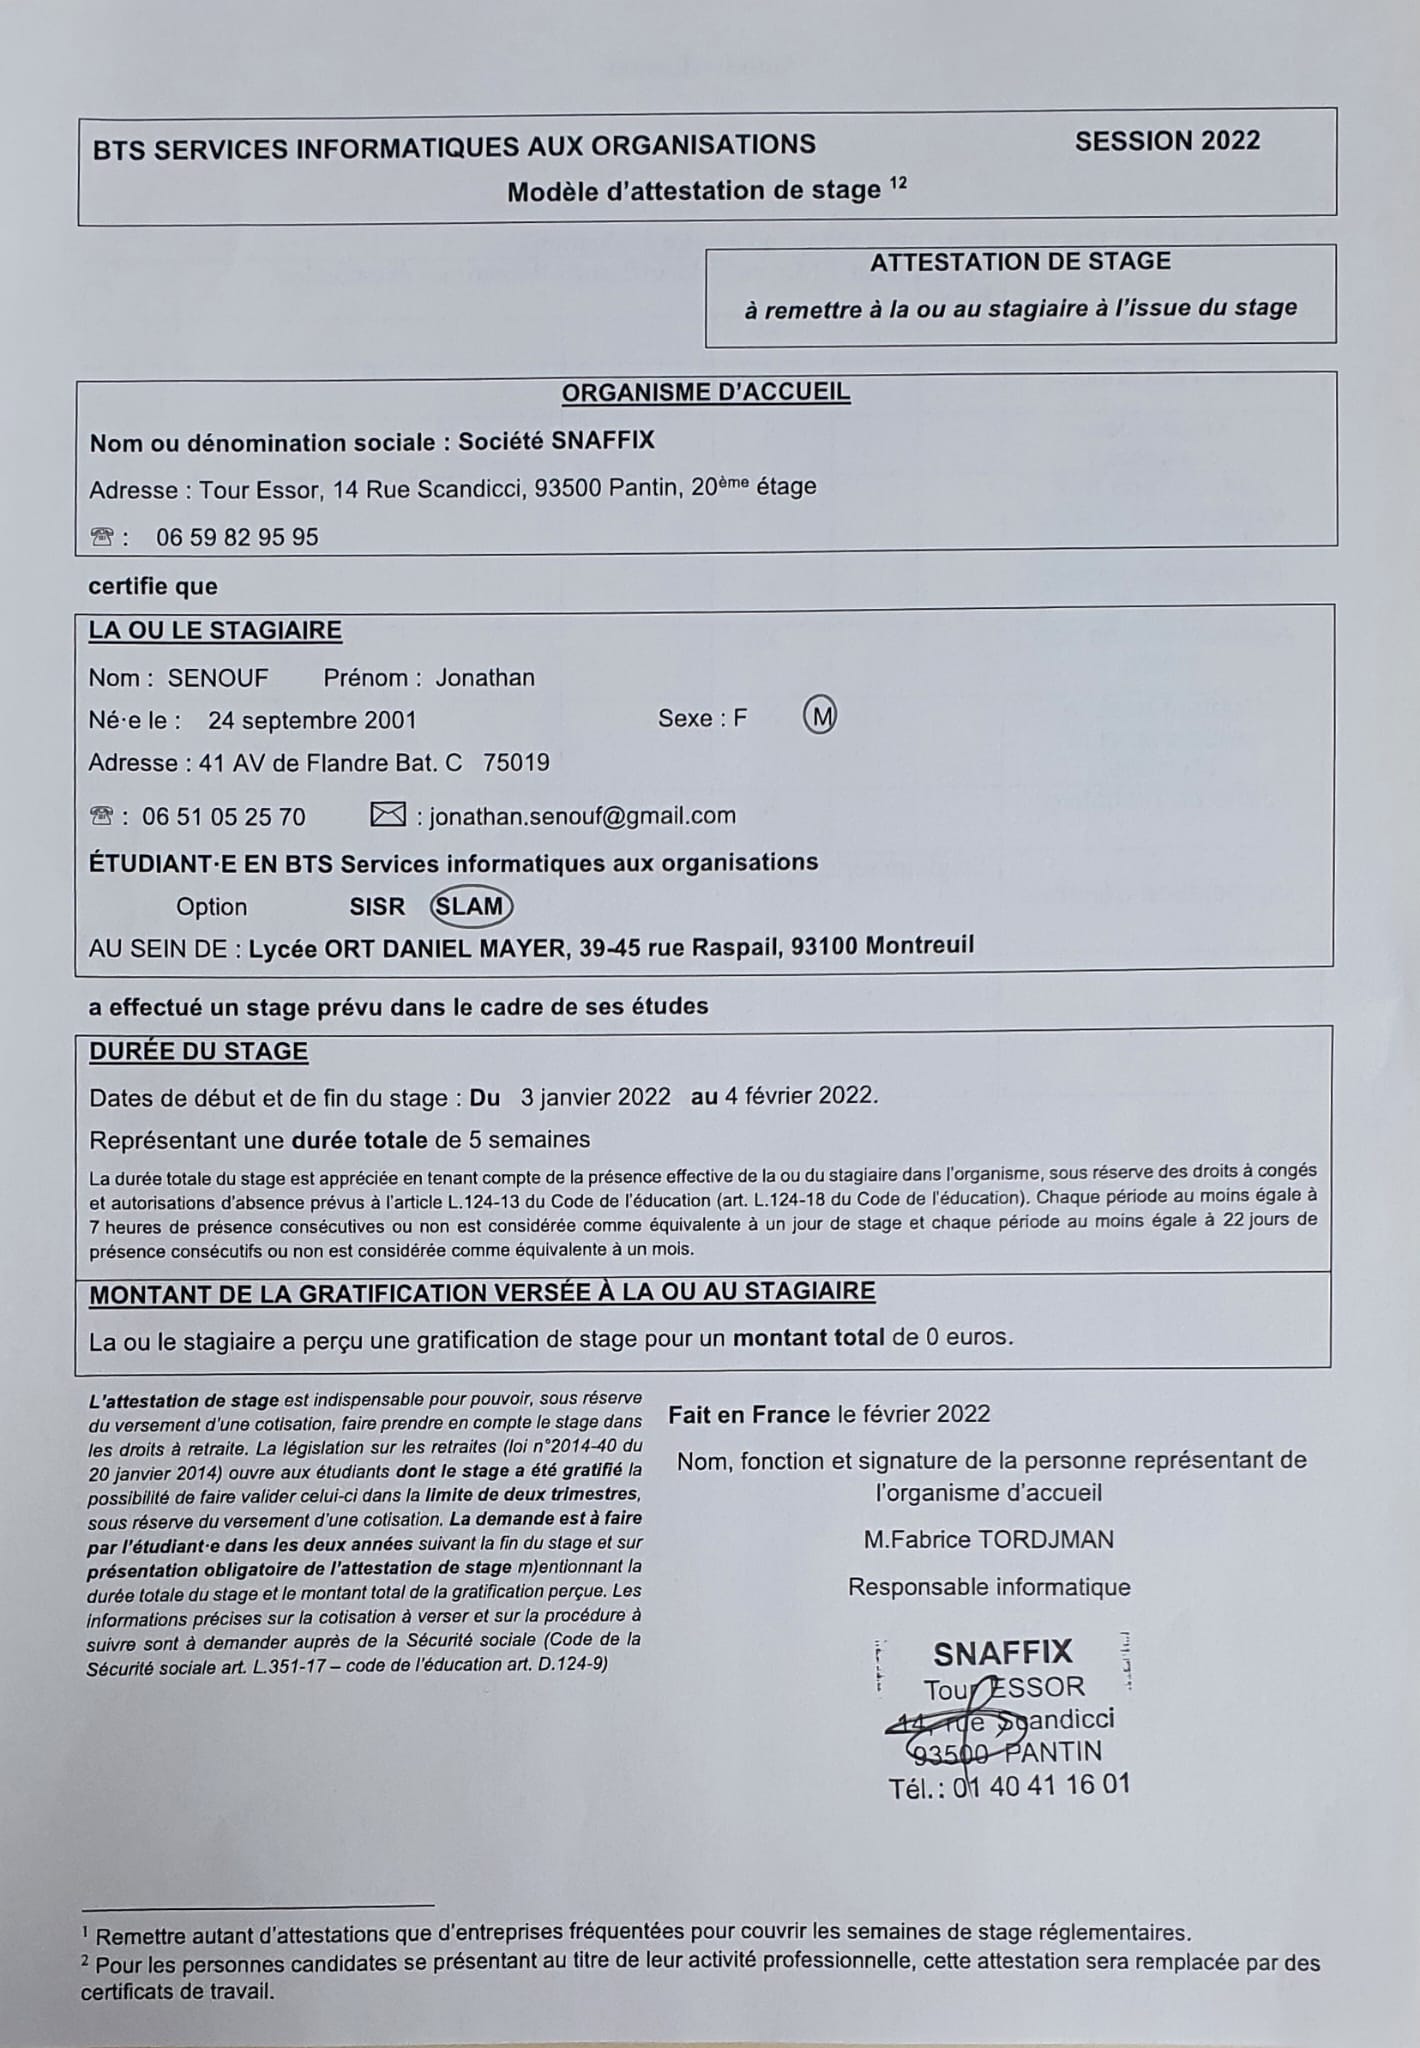 BTS SERVICES INFORMATIQUES AUX ORGANISATIONS SESSION 2022
Modèle d'attestation de stage 12
ATTESTATION DE STAGE
à remettre à la ou au stagiaire à l'issue du stage
ORGANISME D'ACCUEIL
Nom ou dénomination sociale : Société SNAFFIX
Adresse : Tour Essor, 14 Rue Scandicci, 93500 Pantin, 20ème étage
☏ : 06 59 82 95 95
certifie que
LA OU LE STAGIAIRE
Nom : SENOUF Prénom : Jonathan
Né·e le : 24 septembre 2001 Sexe : F M
Adresse : 41 AV de Flandre Bat. C 75019
☏ : 06 51 05 25 70 ✉ : jonathan.senouf@gmail.com
ÉTUDIANT·E EN BTS Services informatiques aux organisations
Option SISR SLAM
AU SEIN DE : Lycée ORT DANIEL MAYER, 39-45 rue Raspail, 93100 Montreuil
a effectué un stage prévu dans le cadre de ses études
DURÉE DU STAGE
Dates de début et de fin du stage : Du 3 janvier 2022 au 4 février 2022.
Représentant une durée totale de 5 semaines
La durée totale du stage est appréciée en tenant compte de la présence effective de la ou du stagiaire dans l'organisme, sous réserve des droits à congés
et autorisations d'absence prévus à l'article L.124-13 du Code de l'éducation (art. L.124-18 du Code de l'éducation). Chaque période au moins égale à
7 heures de présence consécutives ou non est considérée comme équivalente à un jour de stage et chaque période au moins égale à 22 jours de
présence consécutifs ou non est considérée comme équivalente à un mois.
MONTANT DE LA GRATIFICATION VERSÉE À LA OU AU STAGIAIRE
La ou le stagiaire a perçu une gratification de stage pour un montant total de 0 euros.
L'attestation de stage est indispensable pour pouvoir, sous réserve
du versement d'une cotisation, faire prendre en compte le stage dans
les droits à retraite. La législation sur les retraites (loi n°2014-40 du
20 janvier 2014) ouvre aux étudiants dont le stage a été gratifié la
possibilité de faire valider celui-ci dans la limite de deux trimestres,
sous réserve du versement d'une cotisation. La demande est à faire
par l'étudiant·e dans les deux années suivant la fin du stage et sur
présentation obligatoire de l'attestation de stage m)entionnant la
durée totale du stage et le montant total de la gratification perçue. Les
informations précises sur la cotisation à verser et sur la procédure à
suivre sont à demander auprès de la Sécurité sociale (Code de la
Sécurité sociale art. L.351-17 – code de l'éducation art. D.124-9)
Fait en France le février 2022
Nom, fonction et signature de la personne représentant de
l'organisme d'accueil
M.Fabrice TORDJMAN
Responsable informatique
SNAFFIX
Tour ESSOR
14, rue Scandicci
93500 PANTIN
Tél.: 01 40 41 16 01
1 Remettre autant d'attestations que d'entreprises fréquentées pour couvrir les semaines de stage réglementaires.
2 Pour les personnes candidates se présentant au titre de leur activité professionnelle, cette attestation sera remplacée par des
certificats de travail.